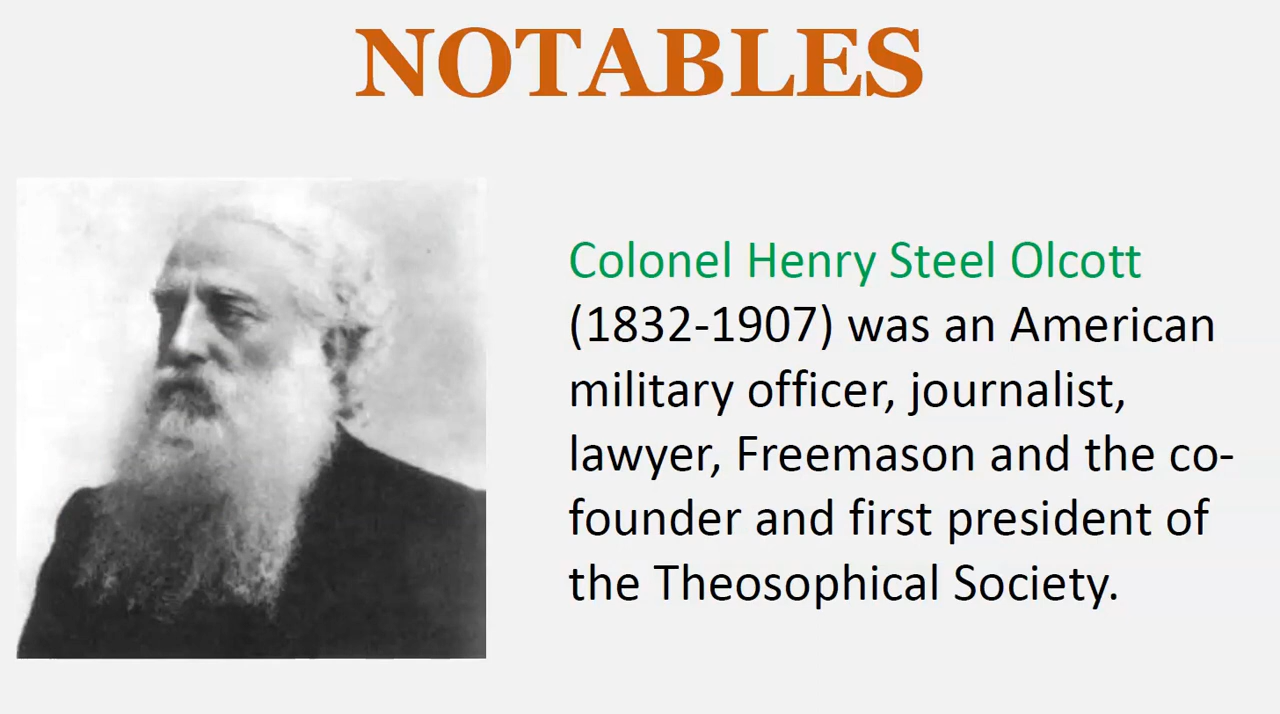 NOTABLES
Colonel Henry Steel Olcott
(1832-1907) was an American
military officer, journalist,
lawyer, Freemason and the co-
founder and first president of
the Theosophical Society.